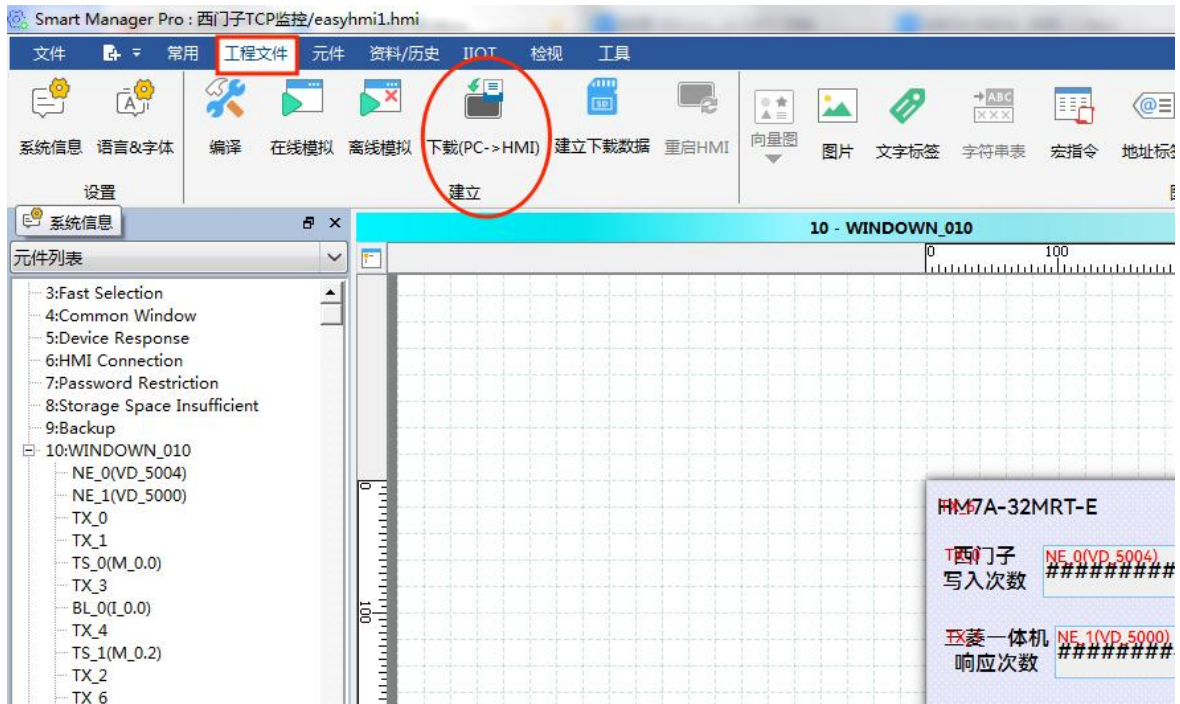 Smart Manager Pro : 西门子TCP监控/easyhmi1.hmi
文件 常用 工程文件 元件 资料/历史 IIOT 检视 工具
系统信息 语言&字体 编译 在线模拟 离线模拟 下载(PC->HMI) 建立下载数据 重启HMI 向量图 图片 文字标签 字符串表 宏指令 地址标签
设置 建立
系统信息
10 - WINDOWN_010
元件列表
0 100
3:Fast Selection
4:Common Window
5:Device Response
6:HMI Connection
7:Password Restriction
8:Storage Space Insufficient
9:Backup
10:WINDOWN_010
NE_0(VD_5004)
NE_1(VD_5000)
TX_0
TX_1
TS_0(M_0.0)
TX_3
BL_0(I_0.0)
TX_4
TS_1(M_0.2)
TX_2
TX_6
0
100
HM7A-32MRT-E
西门子 NE_0(VD_5004)
写入次数 ##########
三菱一体机 NE_1(VD_5000)
响应次数 #########